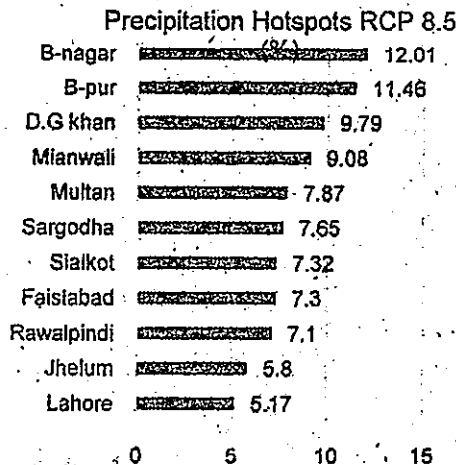 Precipitation Hotspots RCP 8.5
(%)
B-nagar 12.01
B-pur 11.46
D.G khan 9.79
Mianwali 9.08
Multan 7.87
Sargodha 7.65
Sialkot 7.32
Faislabad 7.3
Rawalpindi 7.1
Jhelum 5.8
Lahore 5.17
0 5 10 15